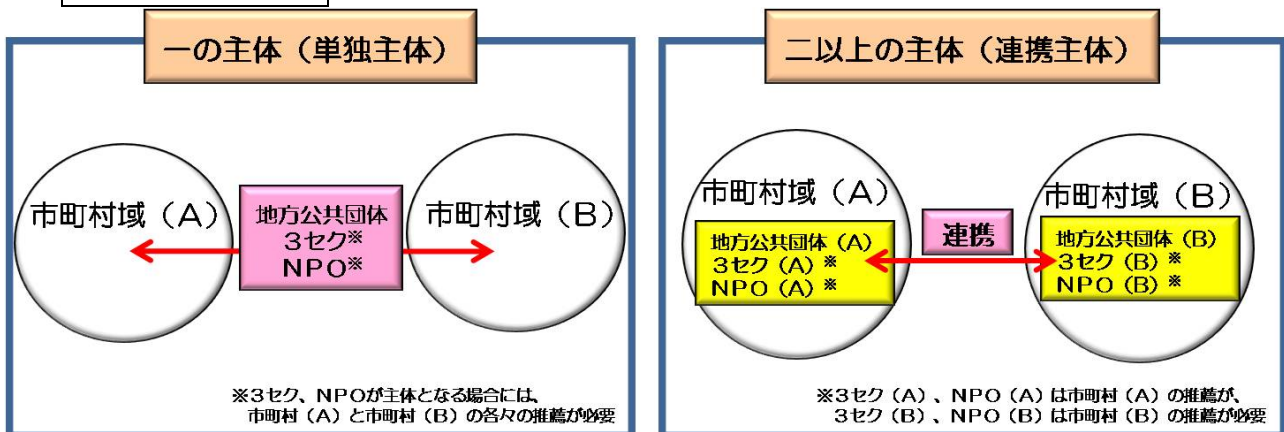 一の主体（単独主体）
市町村域（A）
地方公共団体
３セク※
NPO※
市町村域（B）
※３セク、NPOが主体となる場合には、
市町村（A）と市町村（B）の各々の推薦が必要
二以上の主体（連携主体）
市町村域（A）
地方公共団体（A）
３セク（A）※
NPO（A）※
連携
市町村域（B）
地方公共団体（B）
３セク（B）※
NPO（B）※
※３セク（A）、NPO（A）は市町村（A）の推薦が、
３セク（B）、NPO（B）は市町村（B）の推薦が必要